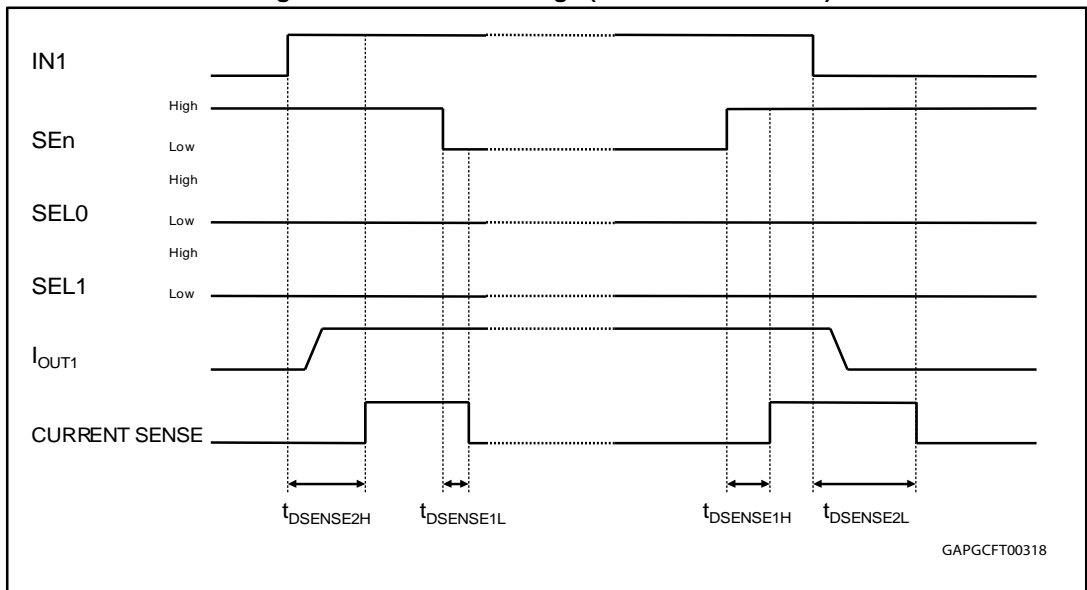 IN1
High
SEn
Low
High
SEL0
Low
High
SEL1
Low
IOUT1
CURRENT SENSE
tDSENSE2H tDSENSE1L tDSENSE1H tDSENSE2L
GAPGCFT00318